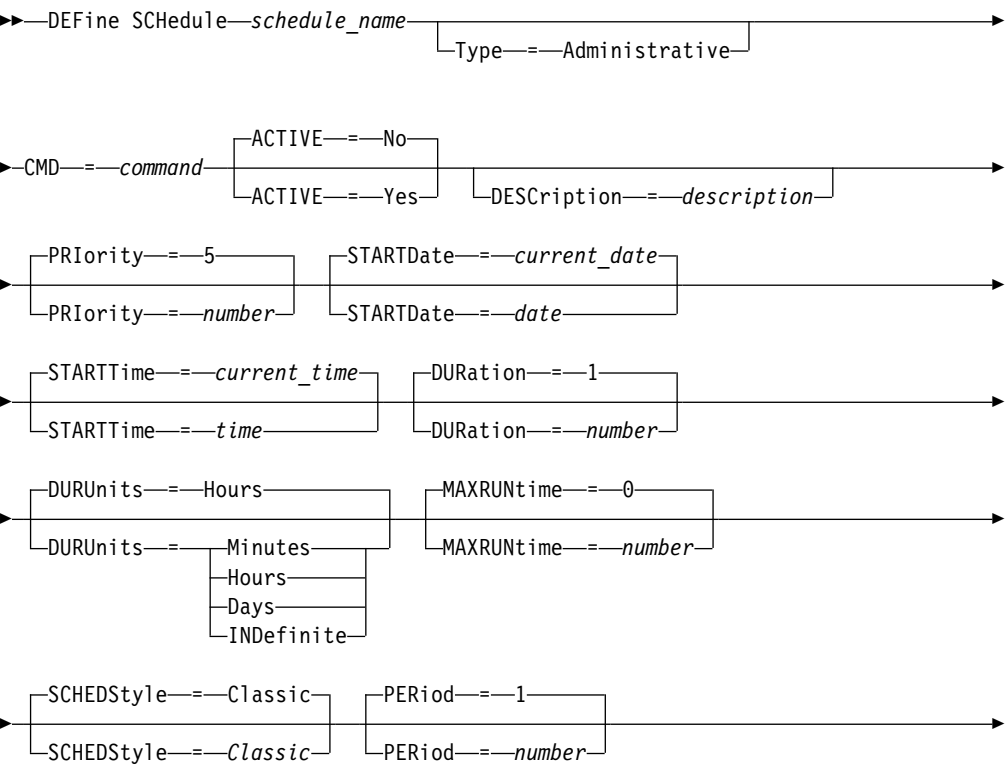 DEFine SCHedule schedule_name
Type = Administrative
ACTIVE = No
CMD = command
ACTIVE = Yes
DESCription = description
PRIority = 5 STARTDate = current_date
PRIority = number STARTDate = date
STARTTime = current_time DURation = 1
STARTTime = time DURation = number
DURUnits = Hours MAXRUNtime = 0
DURUnits = Minutes MAXRUNtime = number
Hours
Days
INDefinite
SCHEDStyle = Classic PERiod = 1
SCHEDStyle = Classic PERiod = number